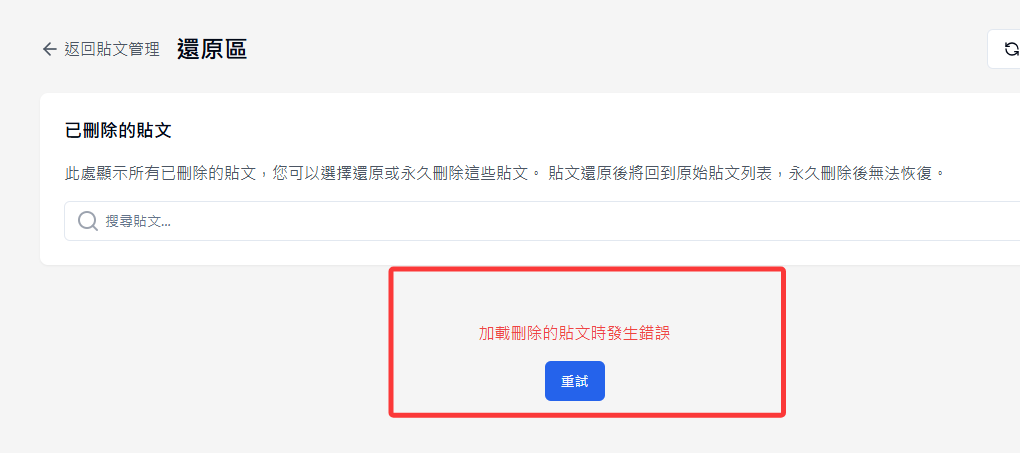 返回貼文管理 還原區
已刪除的貼文
此處顯示所有已刪除的貼文，您可以選擇還原或永久刪除這些貼文。 貼文還原後將回到原始貼文列表，永久刪除後無法恢復。
搜尋貼文...
加載刪除的貼文時發生錯誤
重試